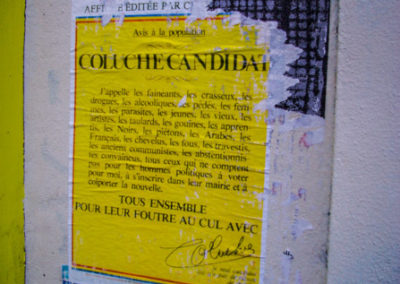 AFF ÉDITÉE PAR C
Avis à la population
COLUCHE CANDIDAT
J'appelle les fainéants, les crasseux, les
drogués, les alcooliques, les pédés, les fem-
mes, les parasites, les jeunes, les vieux, les
artistes, les taulards, les gouines, les appren-
tis, les Noirs, les piétons, les Arabes, les
Français, les chevelus, les fous, les travestis,
les anciens communistes, les abstentionnis-
tes convaincus, tous ceux qui ne comptent
pas pour les hommes politiques à voter
pour moi, à s'inscrire dans leur mairie et à
colporter la nouvelle.
TOUS ENSEMBLE
POUR LEUR FOUTRE AU CUL AVEC
le seul candidat